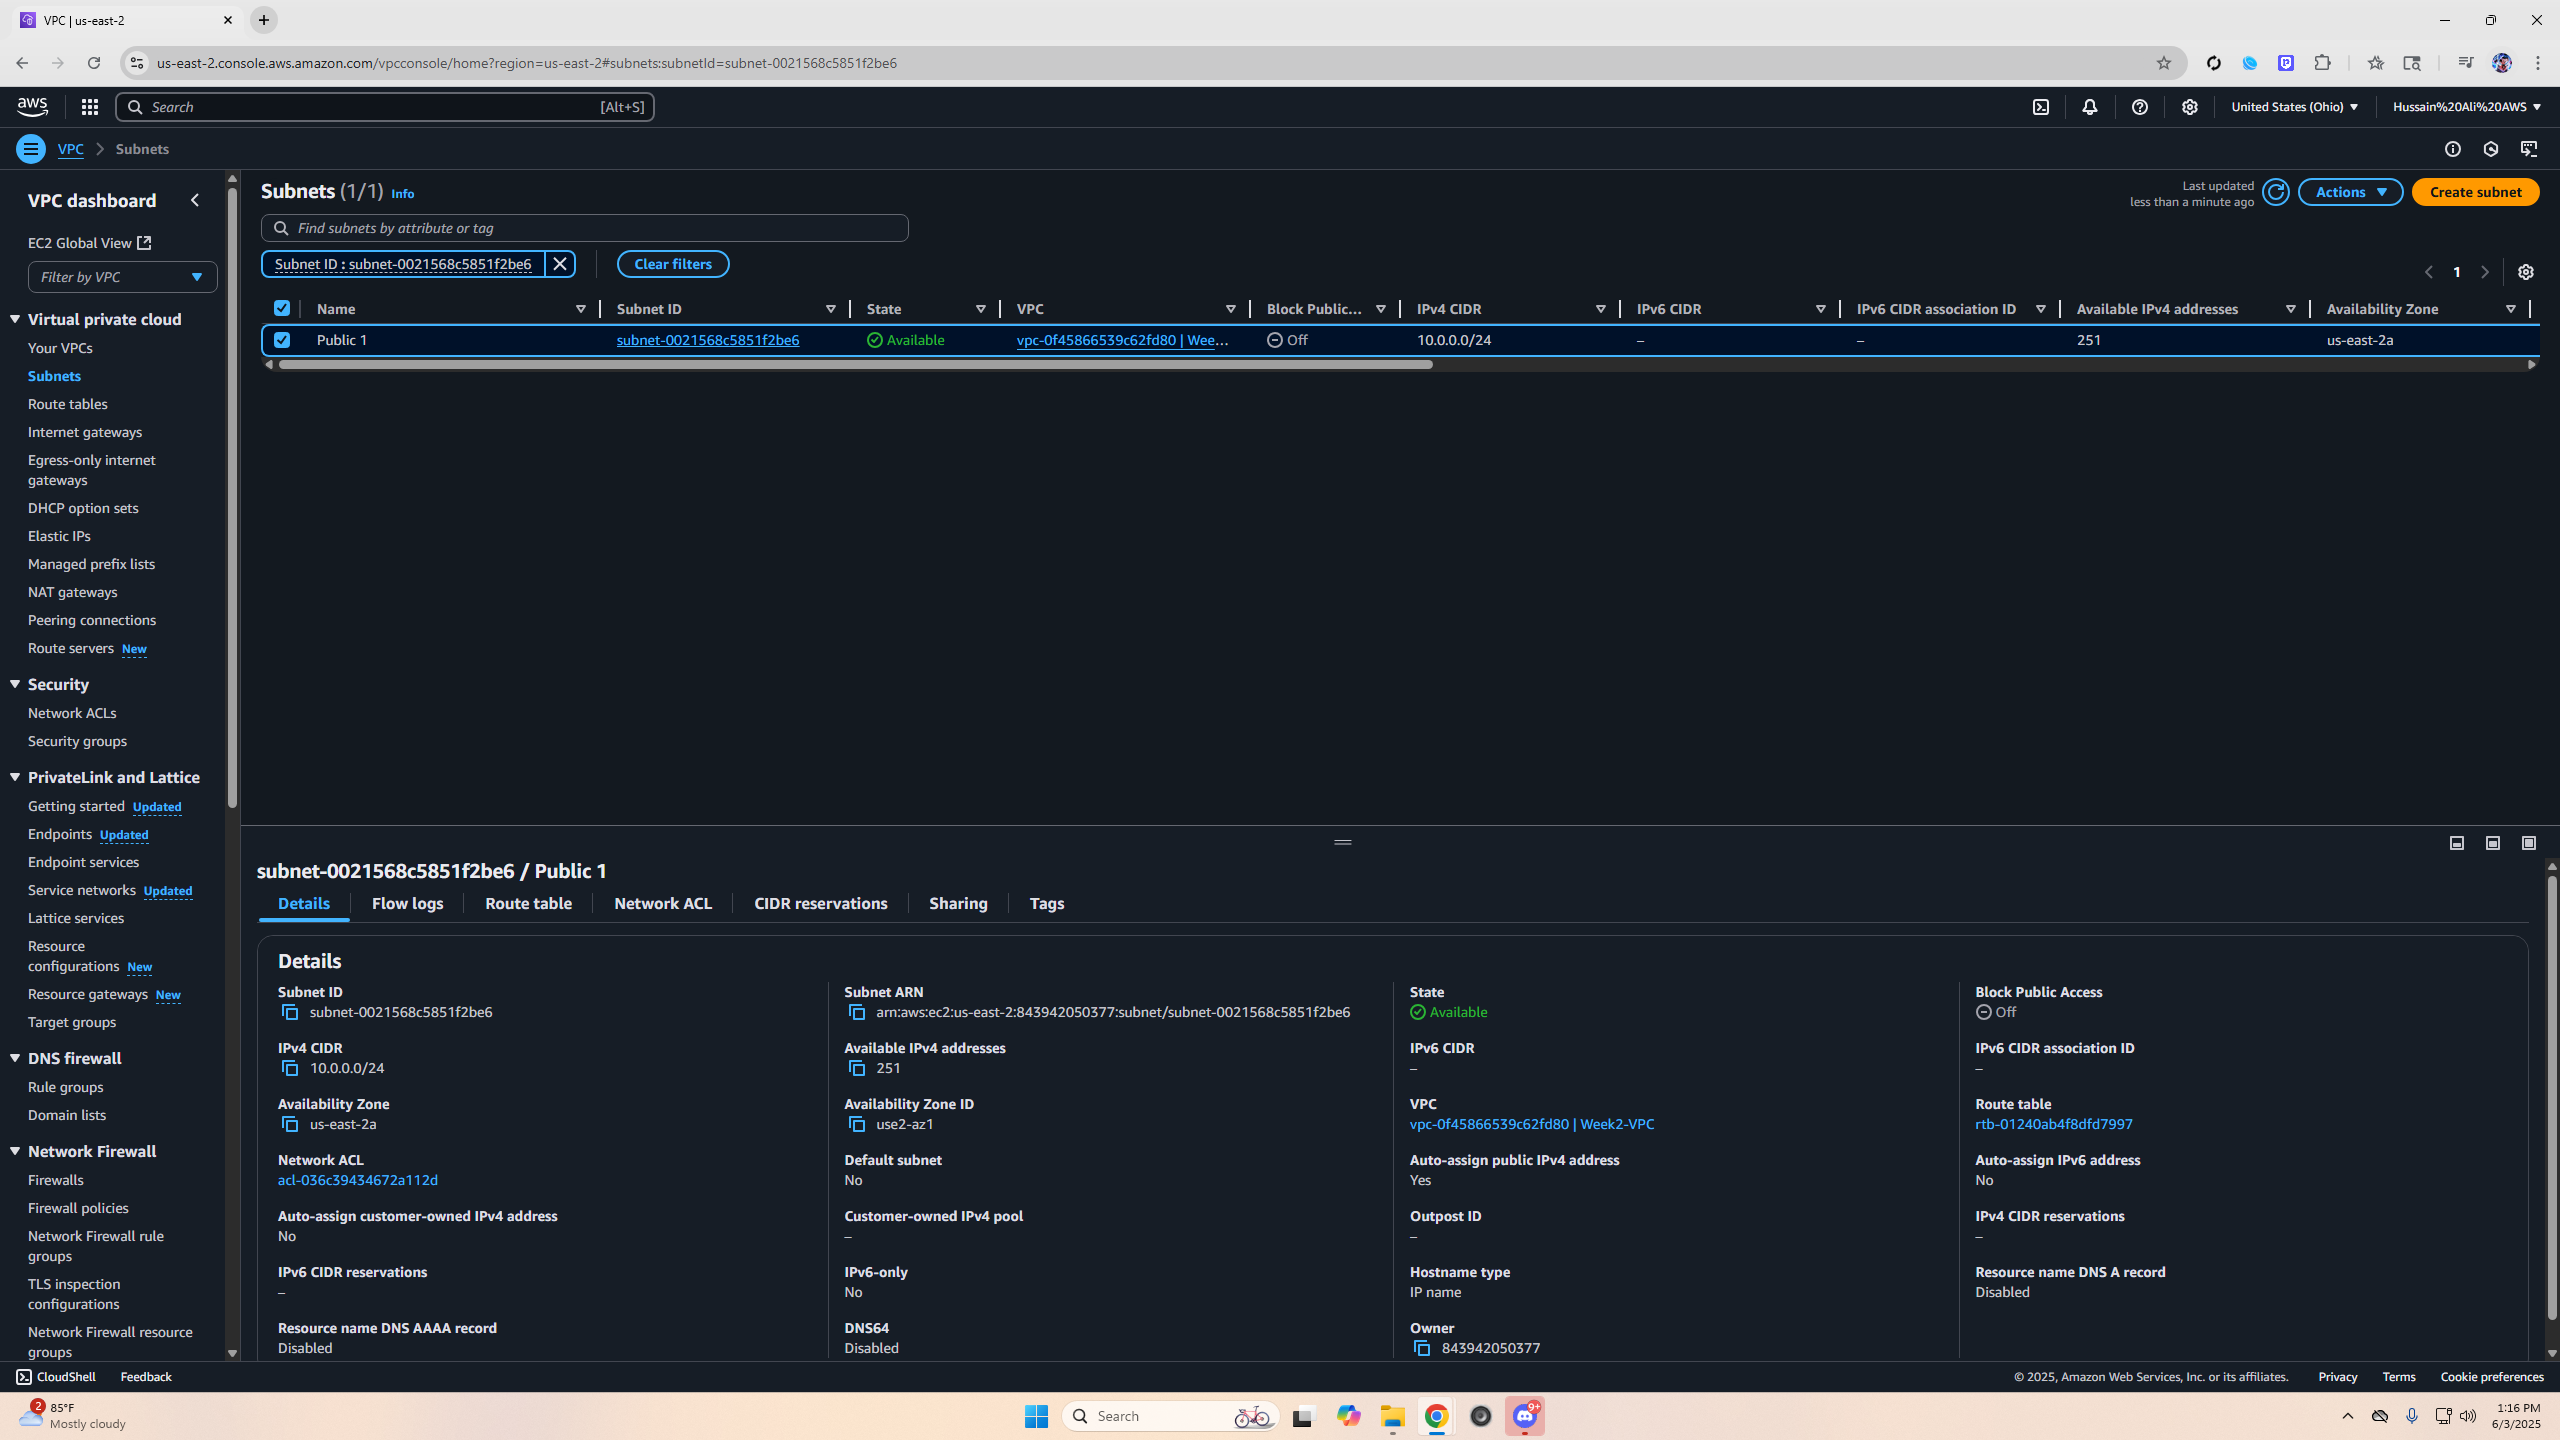 VPC | us-east-2
us-east-2.console.aws.amazon.com/vpcconsole/home?region=us-east-2#subnets:subnetId=subnet-0021568c5851f2be6
aws
Search
[Alt+S]
United States (Ohio)
Hussain%20Ali%20AWS
VPC
Subnets
VPC dashboard
EC2 Global View
Filter by VPC
Virtual private cloud
Your VPCs
Subnets
Route tables
Internet gateways
Egress-only internet
gateways
DHCP option sets
Elastic IPs
Managed prefix lists
NAT gateways
Peering connections
Route servers New
Security
Network ACLs
Security groups
PrivateLink and Lattice
Getting started Updated
Endpoints Updated
Endpoint services
Service networks Updated
Lattice services
Resource
configurations New
Resource gateways New
Target groups
DNS firewall
Rule groups
Domain lists
Network Firewall
Firewalls
Firewall policies
Network Firewall rule
groups
TLS inspection
configurations
Network Firewall resource
groups
Subnets (1/1) Info
Last updated
less than a minute ago
Actions
Create subnet
Find subnets by attribute or tag
Subnet ID : subnet-0021568c5851f2be6
Clear filters
1
Name
Subnet ID
State
VPC
Block Public...
IPv4 CIDR
IPv6 CIDR
IPv6 CIDR association ID
Available IPv4 addresses
Availability Zone
Public 1
subnet-0021568c5851f2be6
Available
vpc-0f45866539c62fd80 | Wee...
Off
10.0.0.0/24
–
–
251
us-east-2a
subnet-0021568c5851f2be6 / Public 1
Details
Flow logs
Route table
Network ACL
CIDR reservations
Sharing
Tags
Details
Subnet ID
subnet-0021568c5851f2be6
Subnet ARN
arn:aws:ec2:us-east-2:843942050377:subnet/subnet-0021568c5851f2be6
State
Available
Block Public Access
Off
IPv4 CIDR
10.0.0.0/24
Available IPv4 addresses
251
IPv6 CIDR
–
IPv6 CIDR association ID
–
Availability Zone
us-east-2a
Availability Zone ID
use2-az1
VPC
vpc-0f45866539c62fd80 | Week2-VPC
Route table
rtb-01240ab4f8dfd7997
Network ACL
acl-036c39434672a112d
Default subnet
No
Auto-assign public IPv4 address
Yes
Auto-assign IPv6 address
No
Auto-assign customer-owned IPv4 address
No
Customer-owned IPv4 pool
–
Outpost ID
–
IPv4 CIDR reservations
–
IPv6 CIDR reservations
–
IPv6-only
No
Hostname type
IP name
Resource name DNS A record
Disabled
Resource name DNS AAAA record
Disabled
DNS64
Disabled
Owner
843942050377
CloudShell
Feedback
© 2025, Amazon Web Services, Inc. or its affiliates.
Privacy
Terms
Cookie preferences
2
85°F
Mostly cloudy
Search
9+
1:16 PM
6/3/2025